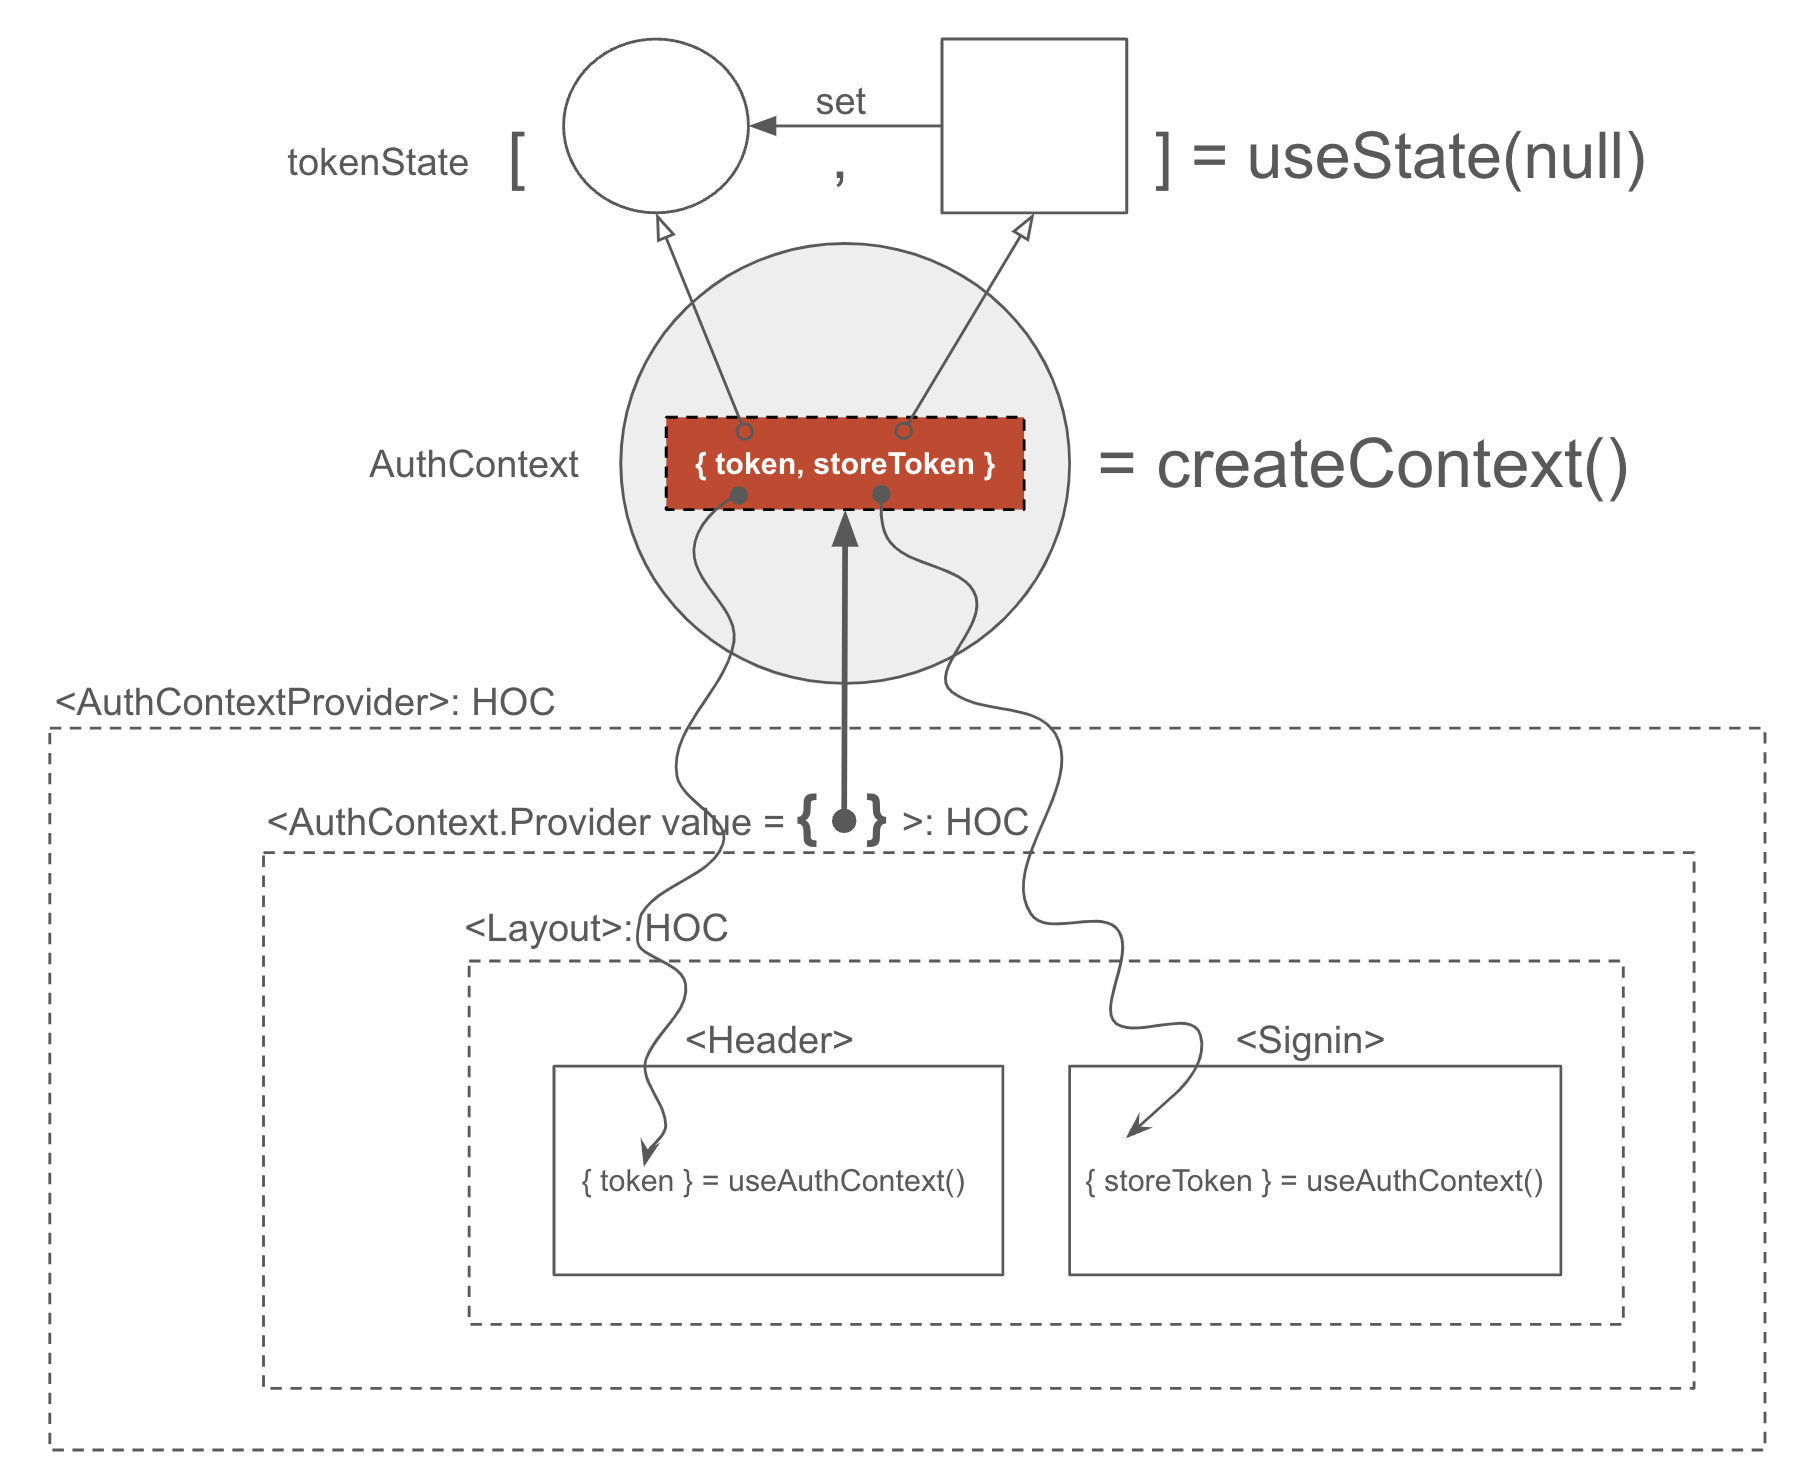 set
tokenState [ , ] = useState(null)
AuthContext { token, storeToken } = createContext()
<AuthContextProvider>: HOC
<AuthContext.Provider value = { } >: HOC
<Layout>: HOC
<Header>
<Signin>
{ token } = useAuthContext()
{ storeToken } = useAuthContext()